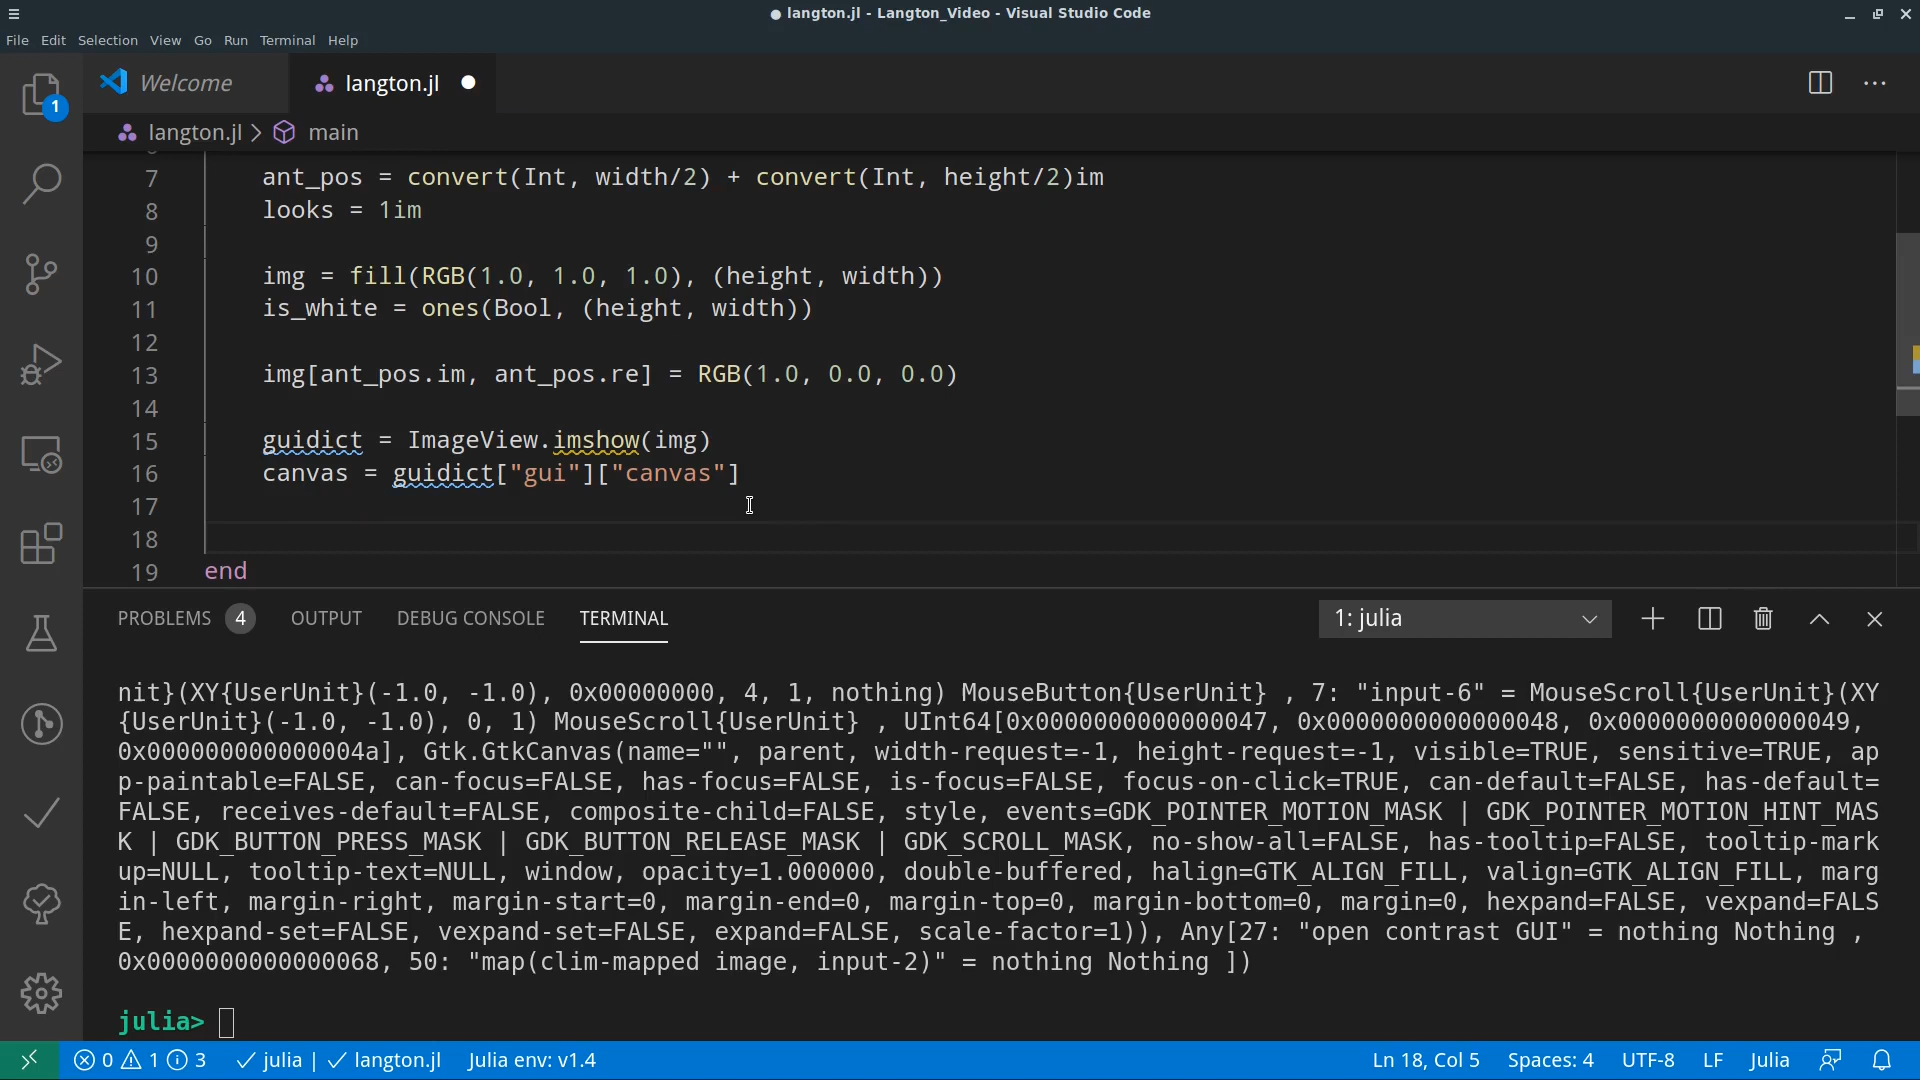 ● langton.jl - Langton_Video - Visual Studio Code
File Edit Selection View Go Run Terminal Help
1
Welcome langton.jl ●
langton.jl > main
7 ant_pos = convert(Int, width/2) + convert(Int, height/2)im
8 looks = 1im
9
10 img = fill(RGB(1.0, 1.0, 1.0), (height, width))
11 is_white = ones(Bool, (height, width))
12
13 img[ant_pos.im, ant_pos.re] = RGB(1.0, 0.0, 0.0)
14
15 guidict = ImageView.imshow(img)
16 canvas = guidict["gui"]["canvas"]
17
18
19 end
PROBLEMS 4 OUTPUT DEBUG CONSOLE TERMINAL 1: julia
nit}(XY{UserUnit}(-1.0, -1.0), 0x00000000, 4, 1, nothing) MouseButton{UserUnit} , 7: "input-6" = MouseScroll{UserUnit}(XY
{UserUnit}(-1.0, -1.0), 0, 1) MouseScroll{UserUnit} , UInt64[0x0000000000000047, 0x0000000000000048, 0x0000000000000049,
0x000000000000004a], Gtk.GtkCanvas(name="", parent, width-request=-1, height-request=-1, visible=TRUE, sensitive=TRUE, ap
p-paintable=FALSE, can-focus=FALSE, has-focus=FALSE, is-focus=FALSE, focus-on-click=TRUE, can-default=FALSE, has-default=
FALSE, receives-default=FALSE, composite-child=FALSE, style, events=GDK_POINTER_MOTION_MASK | GDK_POINTER_MOTION_HINT_MAS
K | GDK_BUTTON_PRESS_MASK | GDK_BUTTON_RELEASE_MASK | GDK_SCROLL_MASK, no-show-all=FALSE, has-tooltip=FALSE, tooltip-mark
up=NULL, tooltip-text=NULL, window, opacity=1.000000, double-buffered, halign=GTK_ALIGN_FILL, valign=GTK_ALIGN_FILL, marg
in-left, margin-right, margin-start=0, margin-end=0, margin-top=0, margin-bottom=0, margin=0, hexpand=FALSE, vexpand=FALS
E, hexpand-set=FALSE, vexpand-set=FALSE, expand=FALSE, scale-factor=1)), Any[27: "open contrast GUI" = nothing Nothing ,
0x0000000000000068, 50: "map(clim-mapped image, input-2)" = nothing Nothing ])
julia>
0 1 3 julia | langton.jl Julia env: v1.4 Ln 18, Col 5 Spaces: 4 UTF-8 LF Julia